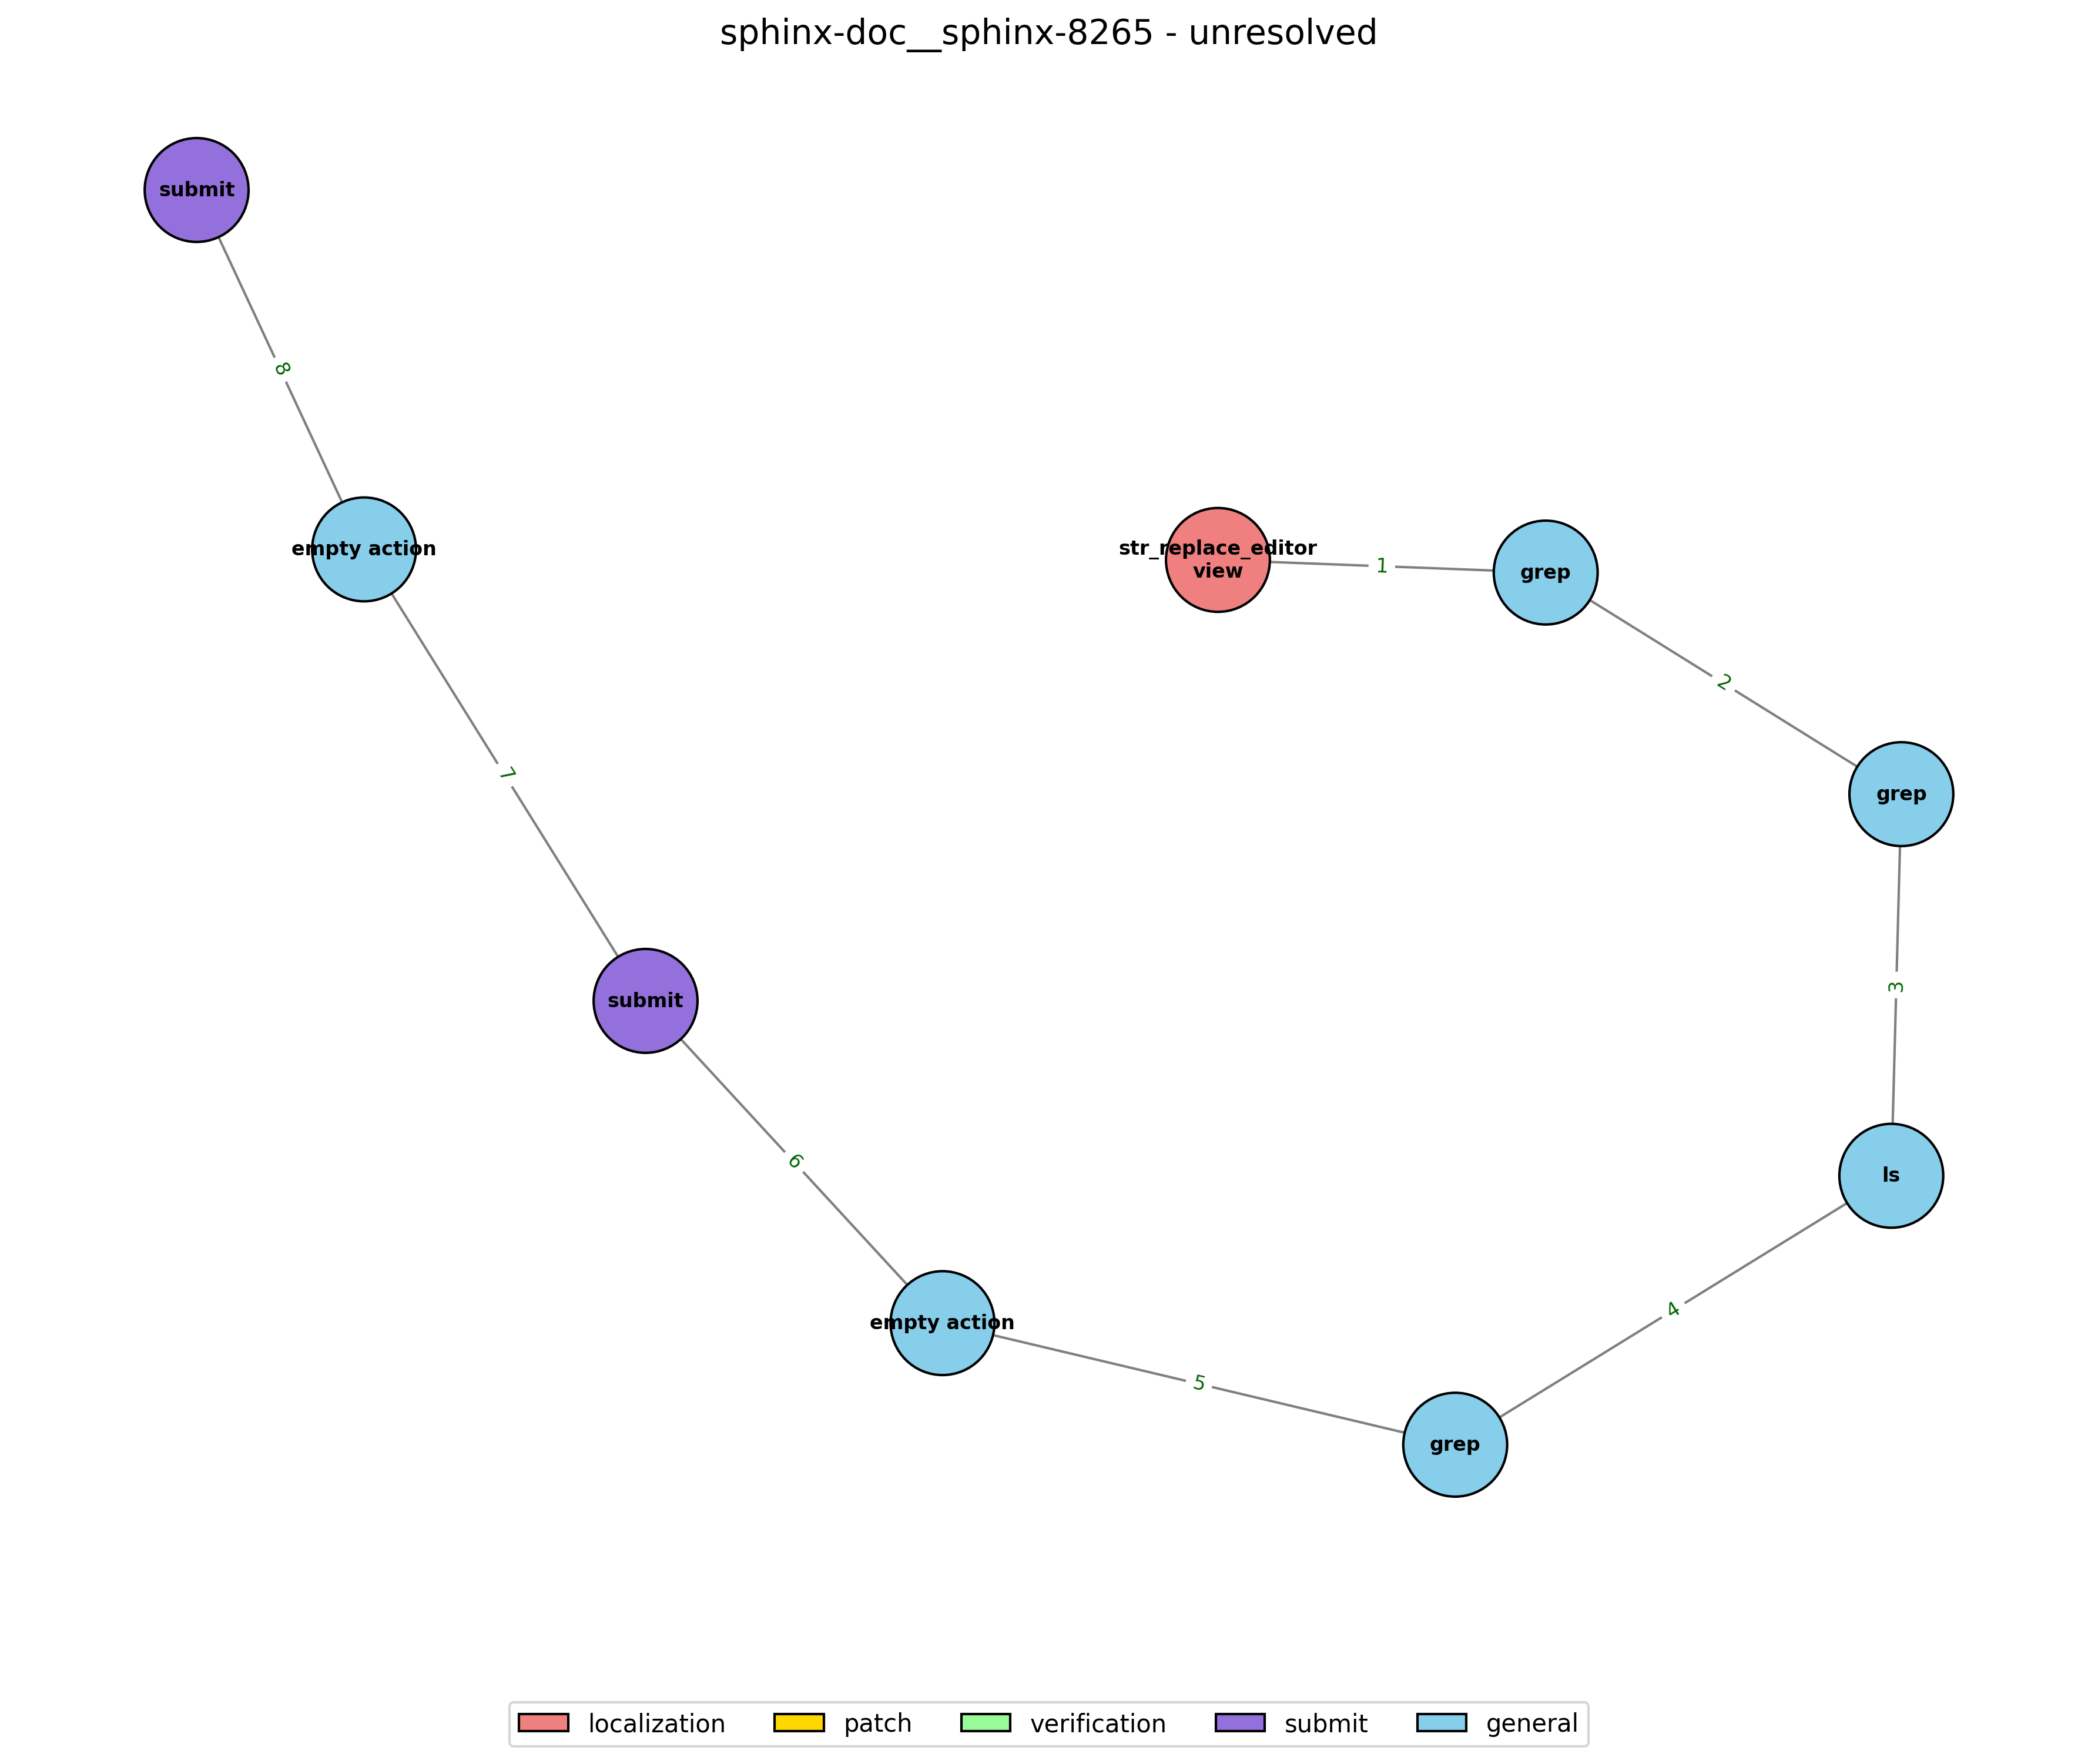 sphinx-doc__sphinx-8265 - unresolved
submit
8
empty action
str_replace_editor
view
1
grep
2
7
grep
3
submit
6
ls
4
empty action
5
grep
localization
patch
verification
submit
general